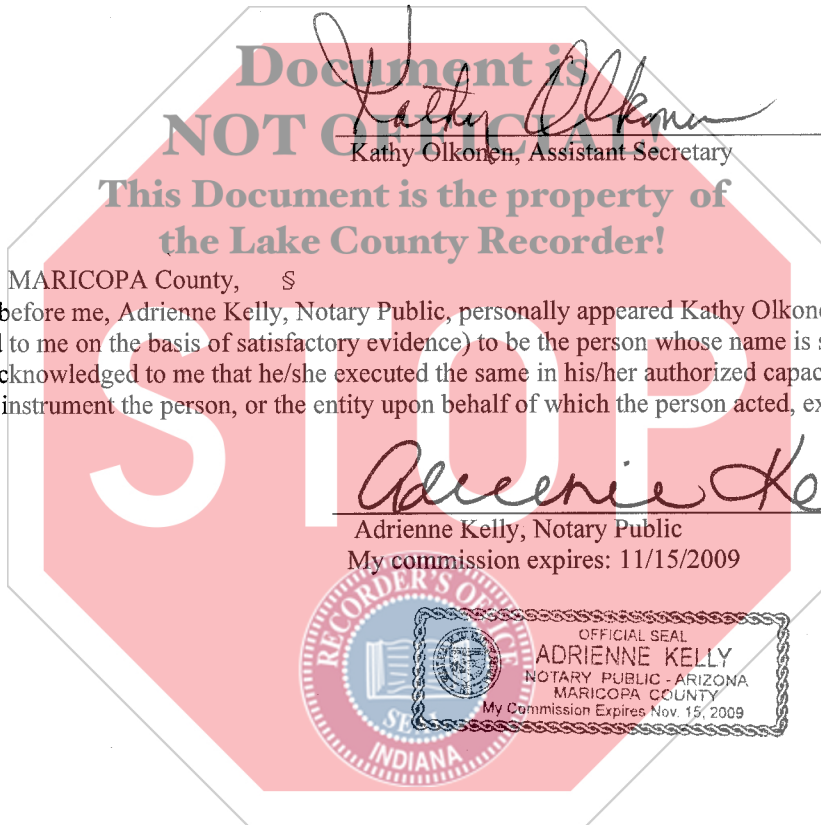 Document is
Kathy Olkonen
NOT OFFICIAL!
Kathy Olkonen, Assistant Secretary
This Document is the property of
the Lake County Recorder!
MARICOPA County, §
before me, Adrienne Kelly, Notary Public, personally appeared Kathy Olkone
to me on the basis of satisfactory evidence) to be the person whose name is s
cknowledged to me that he/she executed the same in his/her authorized capac
instrument the person, or the entity upon behalf of which the person acted, ex
STOP
Adrienne Ke
Adrienne Kelly, Notary Public
My commission expires: 11/15/2009
RECORDER'S OFFICE
SEAL
INDIANA
OFFICIAL SEAL
ADRIENNE KELLY
NOTARY PUBLIC - ARIZONA
MARICOPA COUNTY
My Commission Expires Nov. 15, 2009